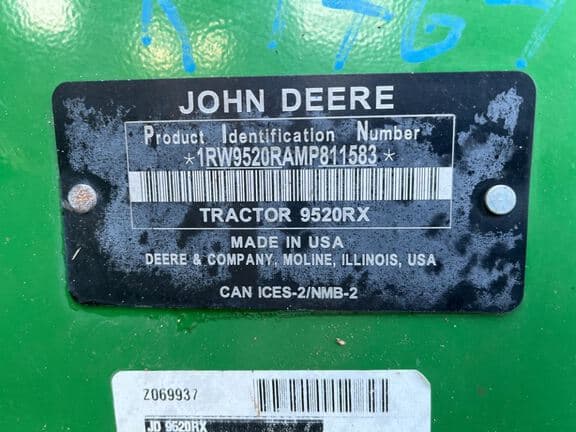 JOHN DEERE
Product Identification Number
*1RW9520RAMP811583*
TRACTOR 9520RX
MADE IN USA
DEERE & COMPANY, MOLINE, ILLINOIS, USA
CAN ICES-2/NMB-2
Z069937
JD 9520RX